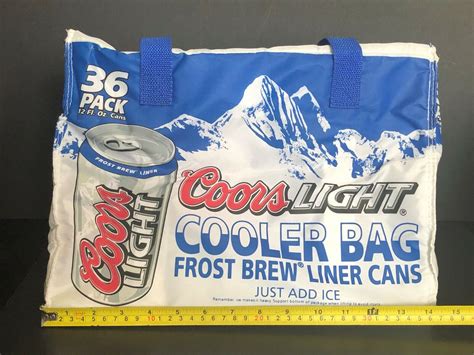 36
PACK
12 Fl. Oz Cans
FROST BREW LINER
Coors
LIGHT
Coors LIGHT®
COOLER BAG
FROST BREW® LINER CANS
JUST ADD ICE